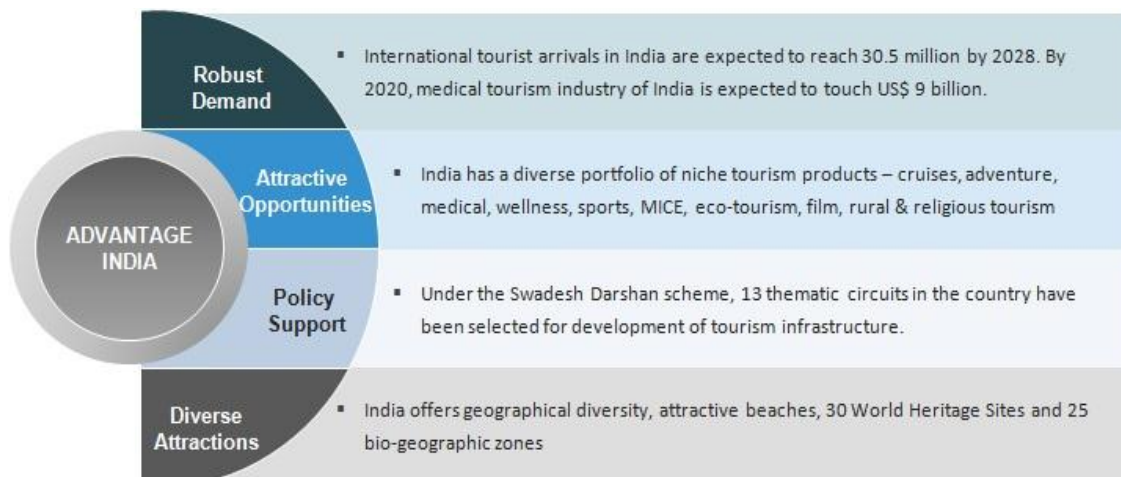 ADVANTAGE
INDIA
Robust
Demand
▪ International tourist arrivals in India are expected to reach 30.5 million by 2028. By
2020, medical tourism industry of India is expected to touch US$ 9 billion.
Attractive
Opportunities
▪ India has a diverse portfolio of niche tourism products – cruises, adventure,
medical, wellness, sports, MICE, eco-tourism, film, rural & religious tourism
Policy
Support
▪ Under the Swadesh Darshan scheme, 13 thematic circuits in the country have
been selected for development of tourism infrastructure.
Diverse
Attractions
▪ India offers geographical diversity, attractive beaches, 30 World Heritage Sites and 25
bio-geographic zones